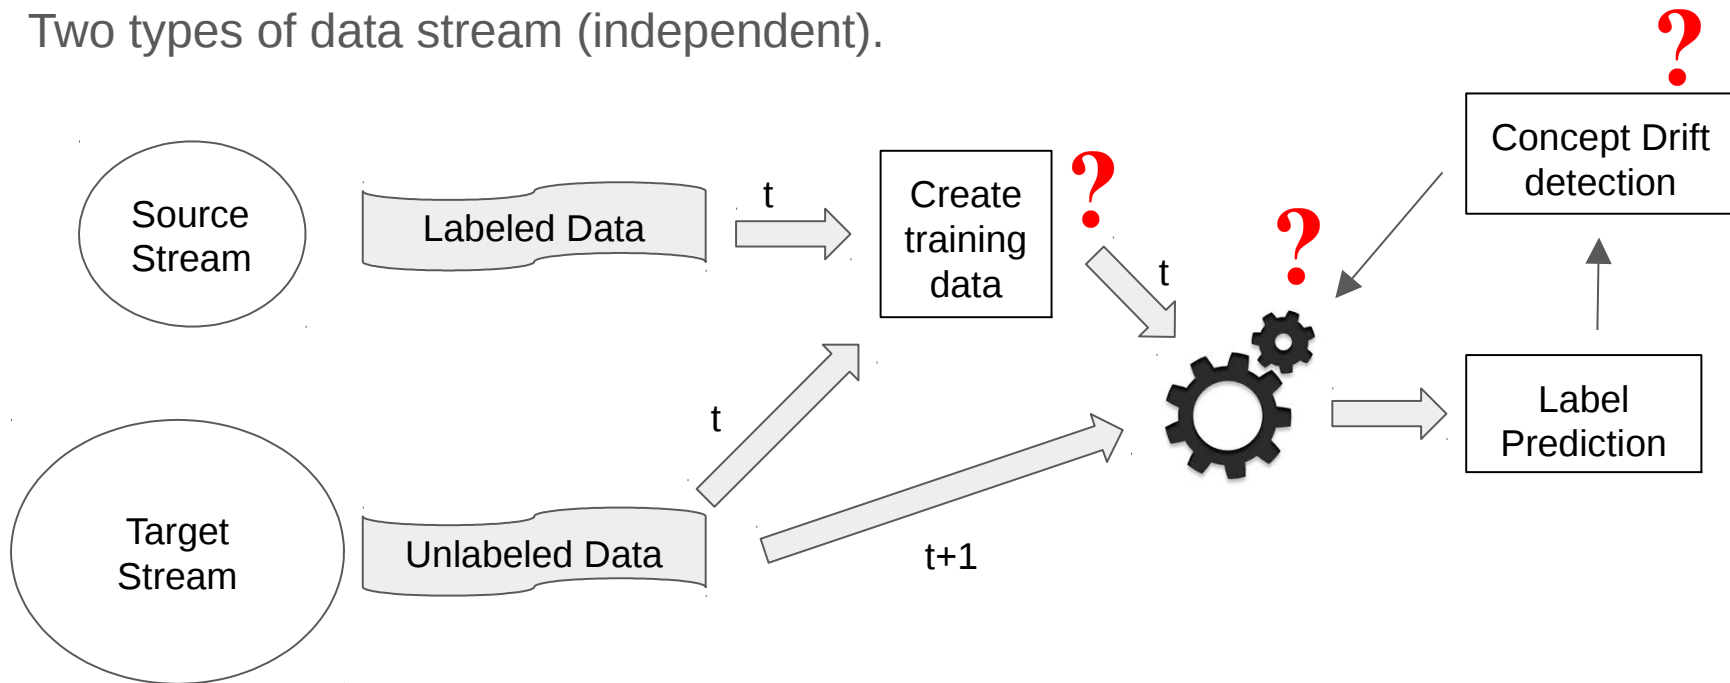 Two types of data stream (independent).
?
Concept Drift
detection
Source
Stream
Labeled Data
t
Create
training
data
?
t
?
t
Label
Prediction
Target
Stream
Unlabeled Data
t+1